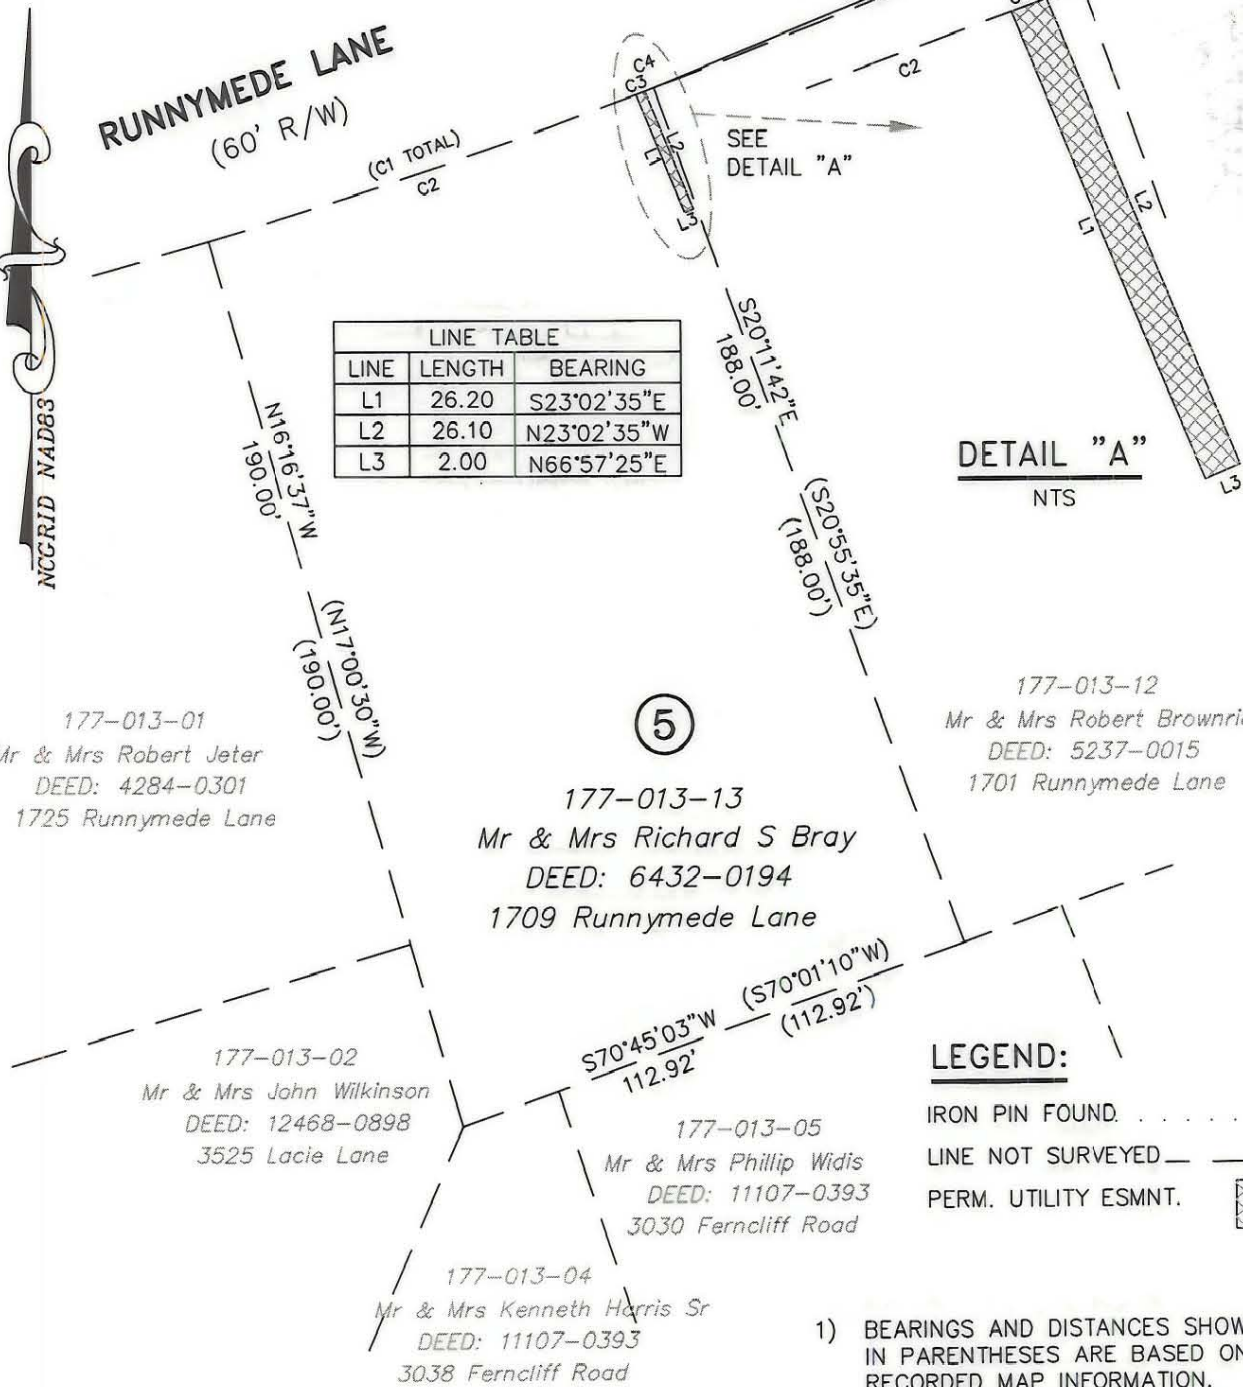 RUNNYMEDE LANE
(60' R/W)
(C1 TOTAL)
C2
C4
C3
L2
L1
L3
SEE
DETAIL "A"
C2
L1
L2
L3
DETAIL "A"
NTS
NCGRID NAD83
LINE TABLE
LINE LENGTH BEARING
L1 26.20 S23°02'35"E
L2 26.10 N23°02'35"W
L3 2.00 N66°57'25"E
N16°16'37"W
190.00'
(N17°00'30"W)
(190.00')
S20°11'42"E
188.00'
(S20°55'35"E)
(188.00')
177-013-01
Mr & Mrs Robert Jeter
DEED: 4284-0301
1725 Runnymede Lane
5
177-013-13
Mr & Mrs Richard S Bray
DEED: 6432-0194
1709 Runnymede Lane
177-013-12
Mr & Mrs Robert
DEED: 5237-0015
1701 Runnymede Lane
S70°45'03"W
112.92'
(S70°01'10"W)
(112.92')
177-013-02
Mr & Mrs John Wilkinson
DEED: 12468-0898
3525 Lacie Lane
177-013-05
Mr & Mrs Phillip Widis
DEED: 11107-0393
3030 Ferncliff Road
177-013-04
Mr & Mrs Kenneth Harris Sr
DEED: 11107-0393
3038 Ferncliff Road
LEGEND:
IRON PIN FOUND. . . . . .
LINE NOT SURVEYED
PERM. UTILITY ESMNT.
1) BEARINGS AND DISTANCES SHOW
IN PARENTHESES ARE BASED ON
RECORDED MAP INFORMATION.